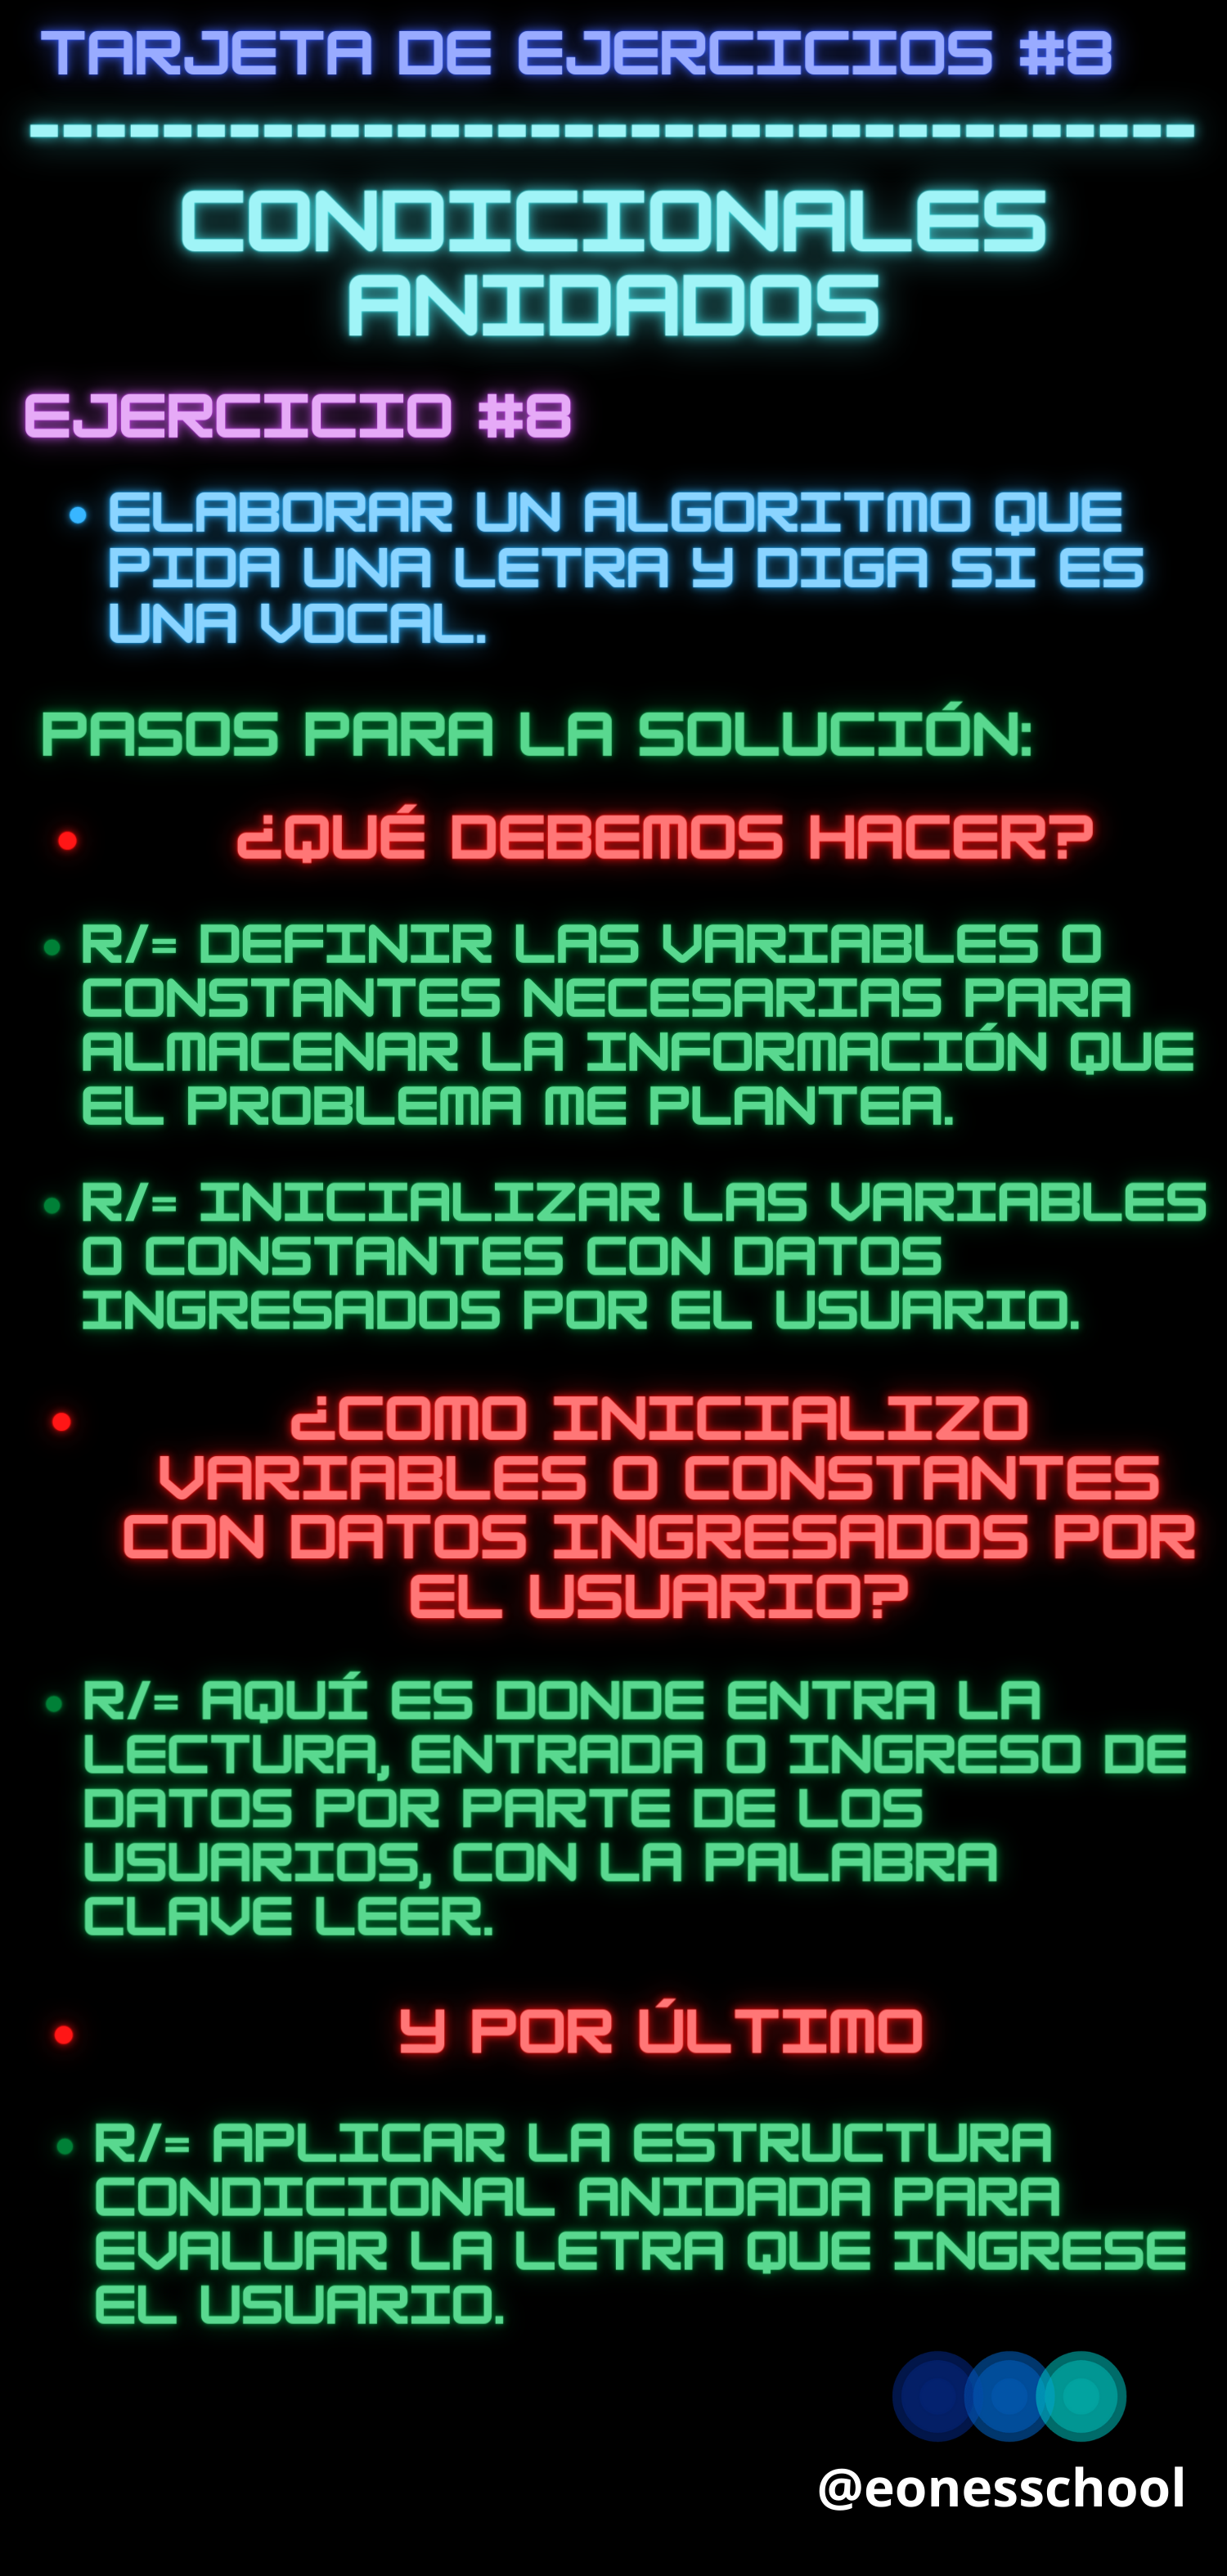 TARJETA DE EJERCICIOS #8
-----------------------------------
CONDICIONALES
ANIDADOS
EJERCICIO #8
• ELABORAR UN ALGORITMO QUE
PIDA UNA LETRA Y DIGA SI ES
UNA VOCAL.
PASOS PARA LA SOLUCIÓN:
• ¿QUÉ DEBEMOS HACER?
• R/= DEFINIR LAS VARIABLES O
CONSTANTES NECESARIAS PARA
ALMACENAR LA INFORMACIÓN QUE
EL PROBLEMA ME PLANTEA.
• R/= INICIALIZAR LAS VARIABLES
O CONSTANTES CON DATOS
INGRESADOS POR EL USUARIO.
• ¿COMO INICIALIZO
VARIABLES O CONSTANTES
CON DATOS INGRESADOS POR
EL USUARIO?
• R/= AQUÍ ES DONDE ENTRA LA
LECTURA, ENTRADA O INGRESO DE
DATOS POR PARTE DE LOS
USUARIOS, CON LA PALABRA
CLAVE LEER.
• Y POR ÚLTIMO
• R/= APLICAR LA ESTRUCTURA
CONDICIONAL ANIDADA PARA
EVALUAR LA LETRA QUE INGRESE
EL USUARIO.
@eonesschool